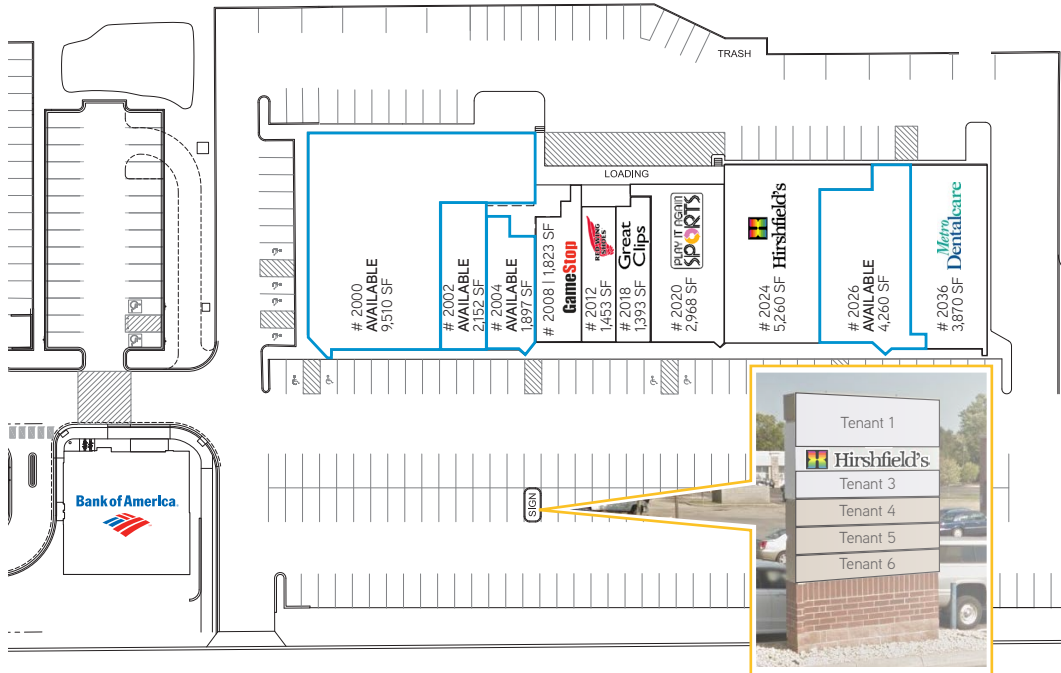 TRASH
LOADING
# 2000
AVAILABLE
9,510 SF
# 2002
AVAILABLE
2,152 SF
# 2004
AVAILABLE
1,897 SF
# 2008 | 1,823 SF
GameStop
# 2012
1,453 SF
RED WING
SHOES
# 2018
1,393 SF
Great
Clips
# 2020
2,968 SF
PLAY IT AGAIN
SPORTS
# 2024
5,260 SF
Hirshfield's
# 2026
AVAILABLE
4,260 SF
# 2036
3,870 SF
Metro
Dentalcare
Bank of America
SIGN
Tenant 1
Hirshfield's
Tenant 3
Tenant 4
Tenant 5
Tenant 6